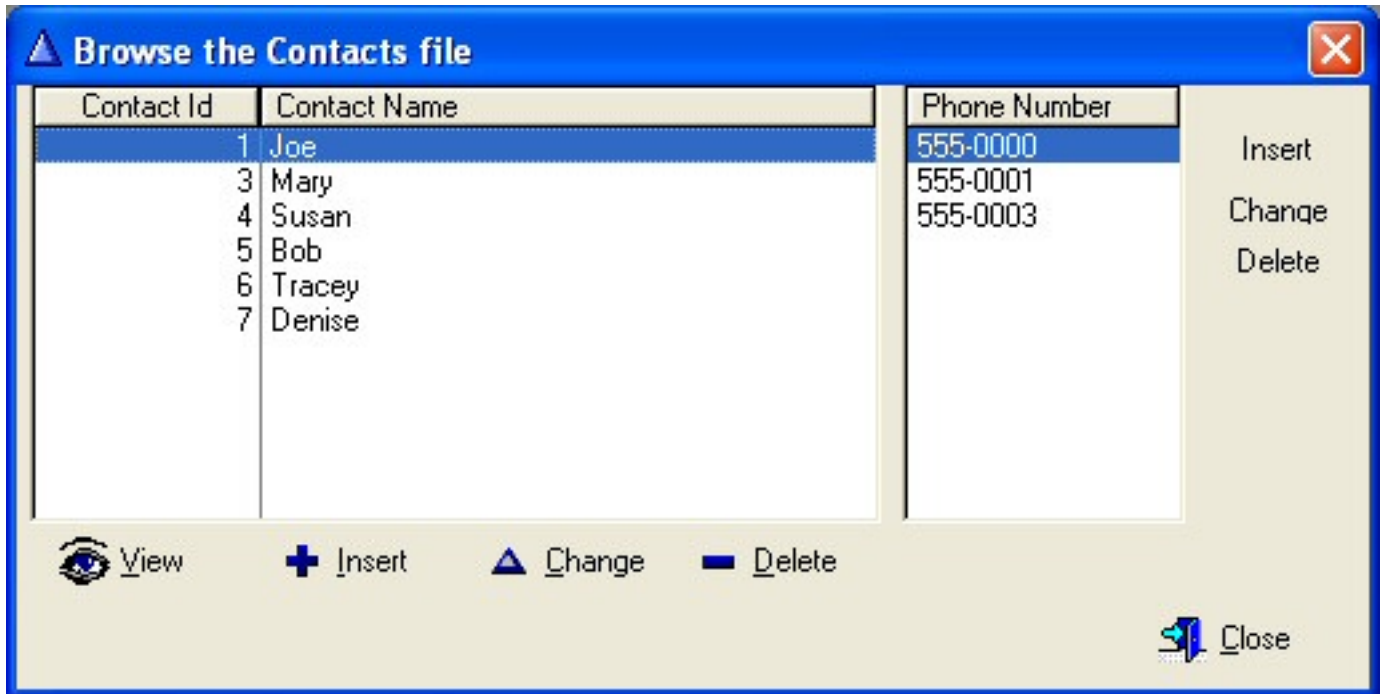 Browse the Contacts file
Contact Id Contact Name Phone Number
1 Joe 555-0000 Insert
3 Mary 555-0001
4 Susan 555-0003 Change
5 Bob Delete
6 Tracey
7 Denise
View Insert Change Delete
Close